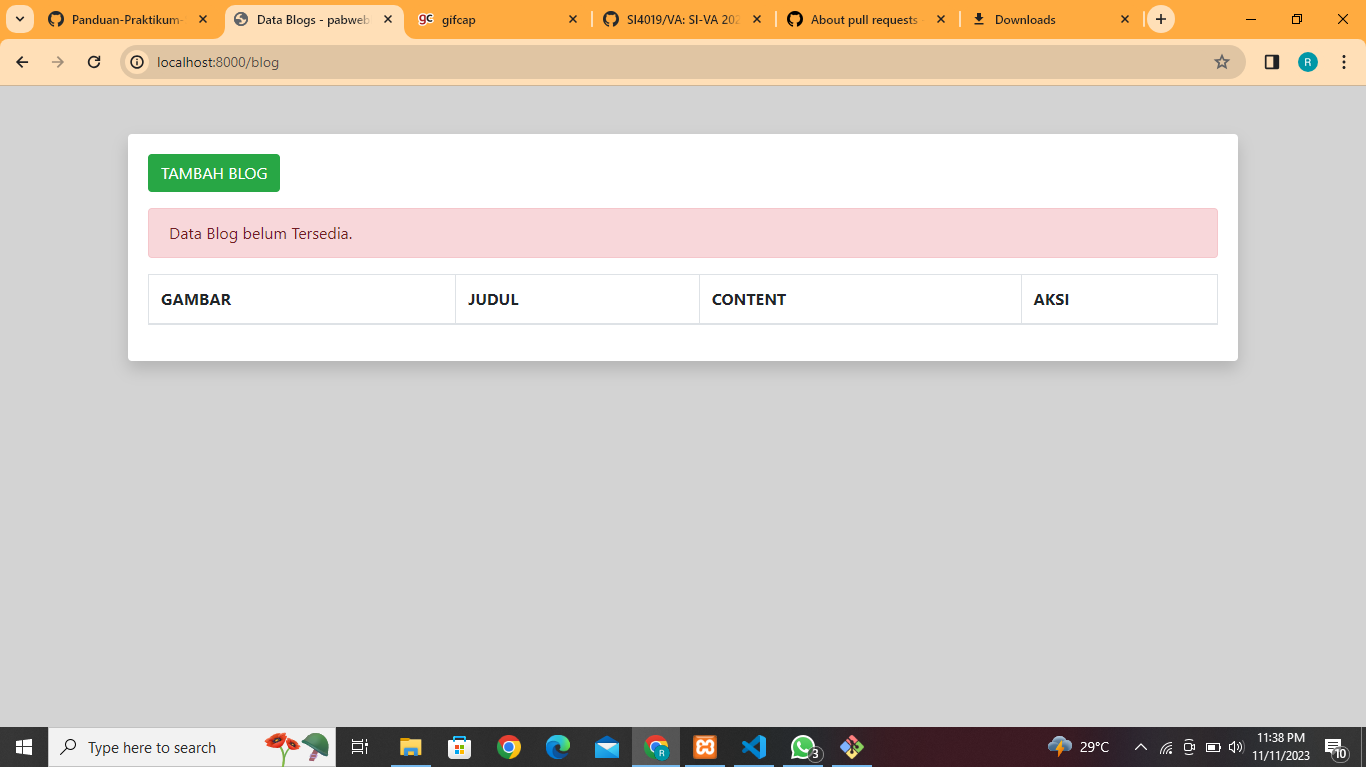 Panduan-Praktikum-
Data Blogs - pabweb
gc gifcap
SI4019/VA: SI-VA 202
About pull requests -
Downloads
localhost:8000/blog
R
TAMBAH BLOG
Data Blog belum Tersedia.
GAMBAR JUDUL CONTENT AKSI
Type here to search
R
3
29°C
11:38 PM
11/11/2023
10